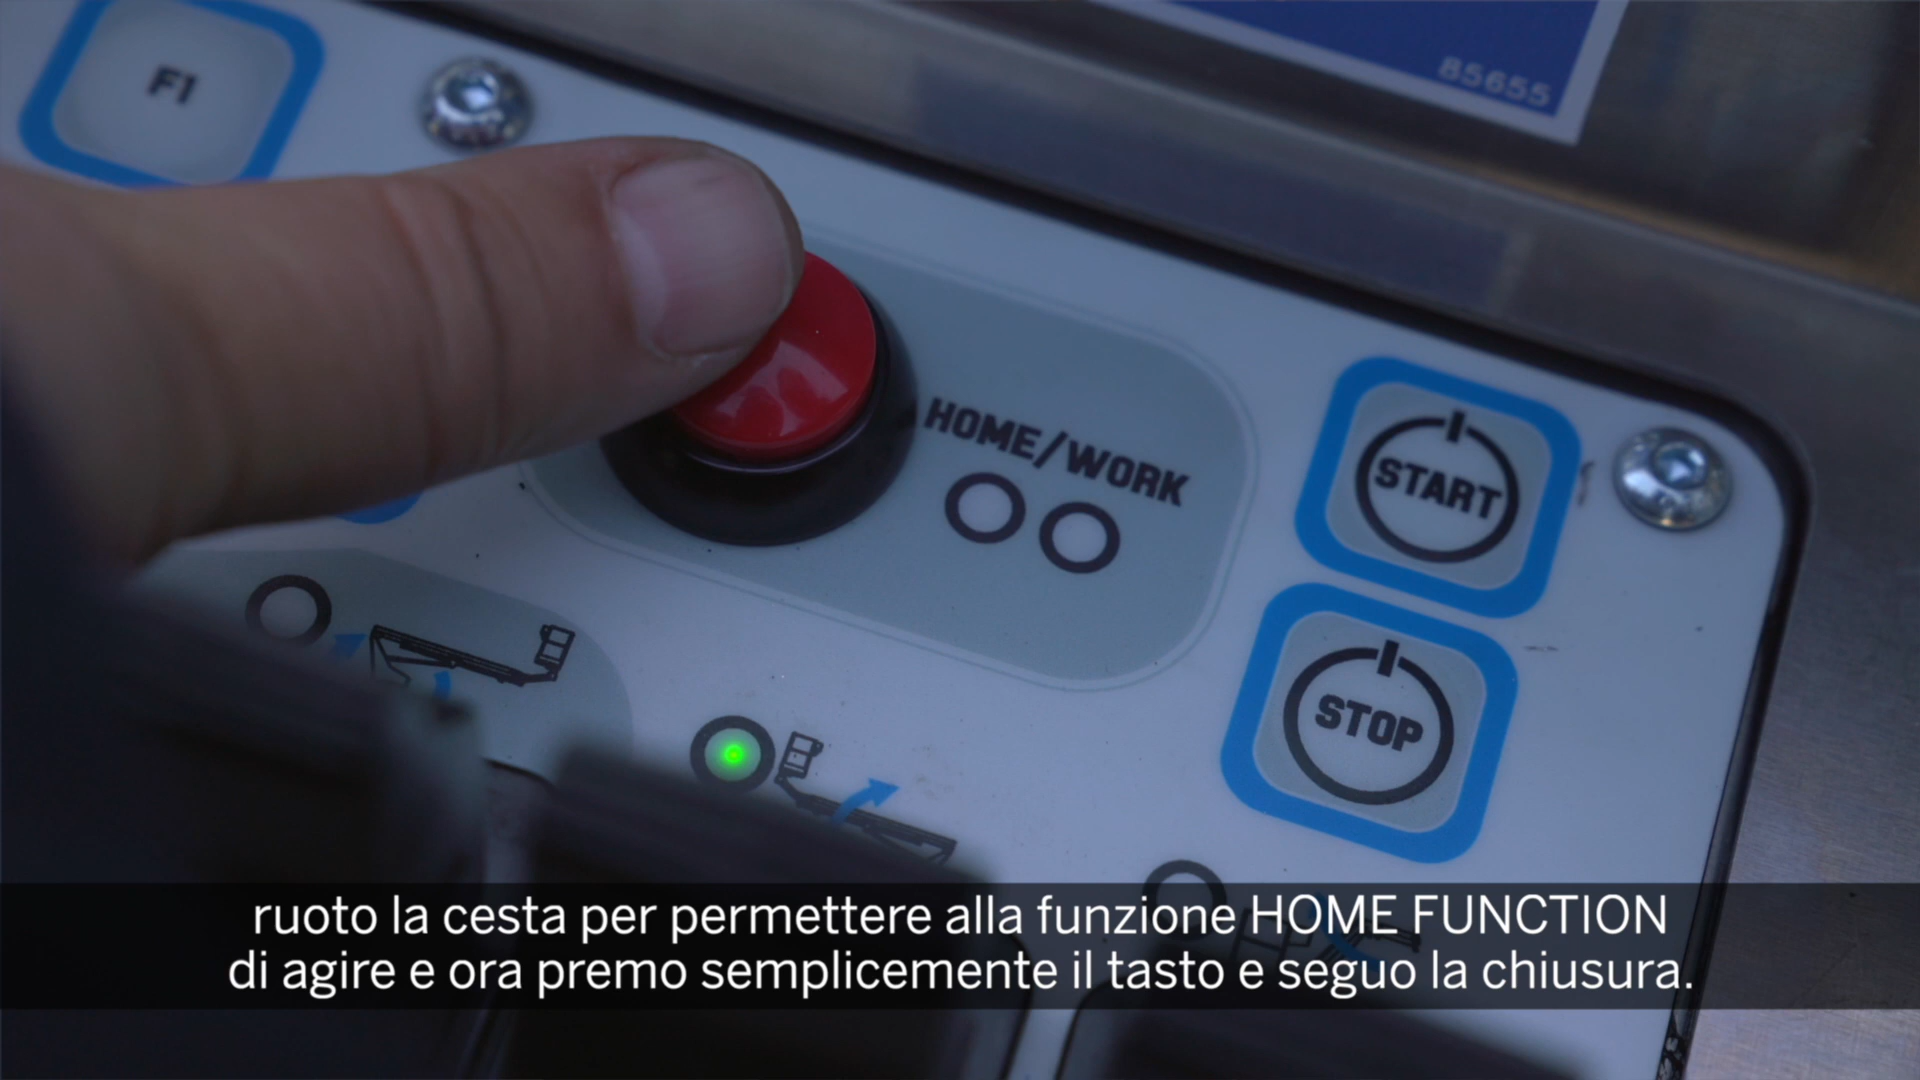 85655
F1
HOME/WORK
START
STOP
ruoto la cesta per permettere alla funzione HOME FUNCTION
di agire e ora premo semplicemente il tasto e seguo la chiusura.